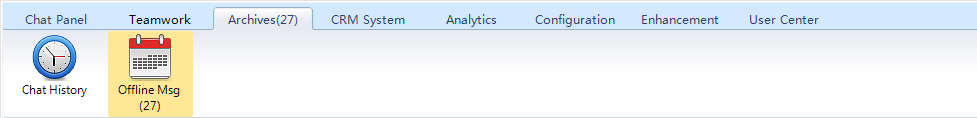 Chat Panel Teamwork Archives(27) CRM System Analytics Configuration Enhancement User Center
Chat History Offline Msg
(27)